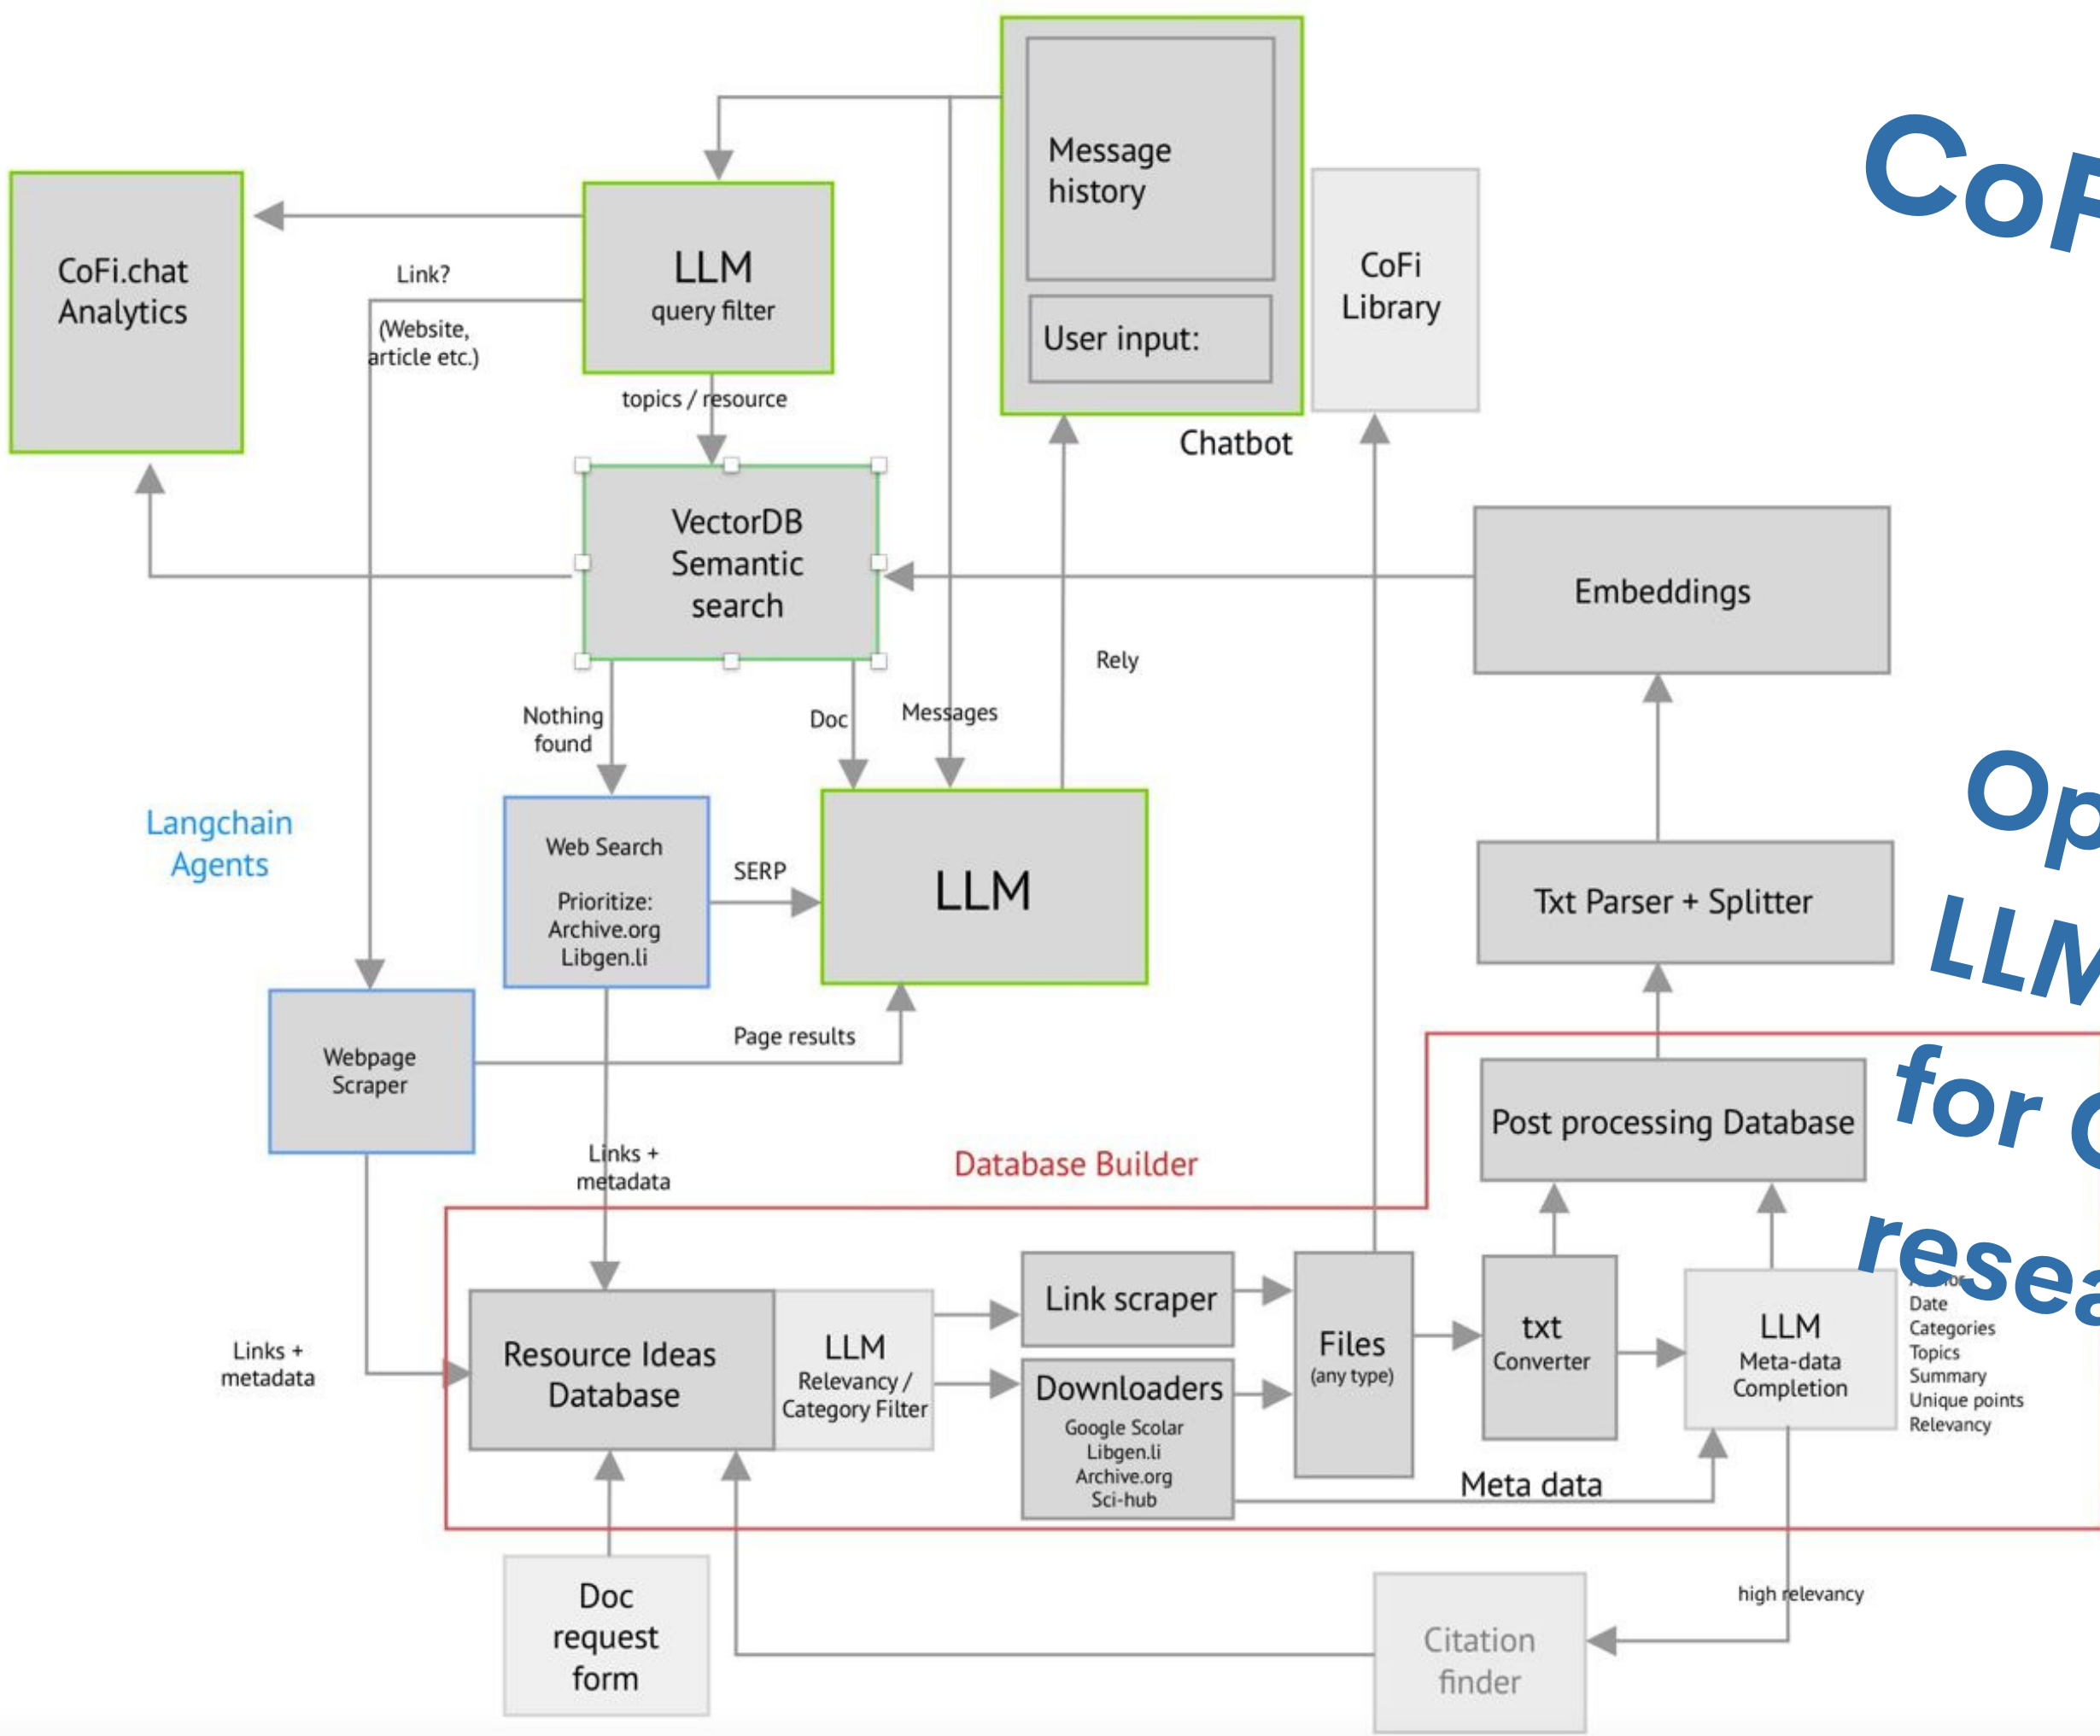 Message
history
User input:
Chatbot
CoFi
Library
CoF
CoFi.chat
Analytics
LLM
query filter
Link?
(Website,
article etc.)
topics / resource
VectorDB
Semantic
search
Embeddings
Rely
Nothing
found
Doc
Messages
Op
LLM
for
resea
Langchain
Agents
Web Search
Prioritize:
Archive.org
Libgen.li
SERP
LLM
Txt Parser + Splitter
Webpage
Scraper
Page results
Post processing Database
Links +
metadata
Database Builder
Links +
metadata
Resource Ideas
Database
LLM
Relevancy /
Category Filter
Link scraper
Downloaders
Google Scolar
Libgen.li
Archive.org
Sci-hub
Files
(any type)
txt
Converter
LLM
Meta-data
Completion
Date
Categories
Topics
Summary
Unique points
Relevancy
Meta data
Doc
request
form
high relevancy
Citation
finder